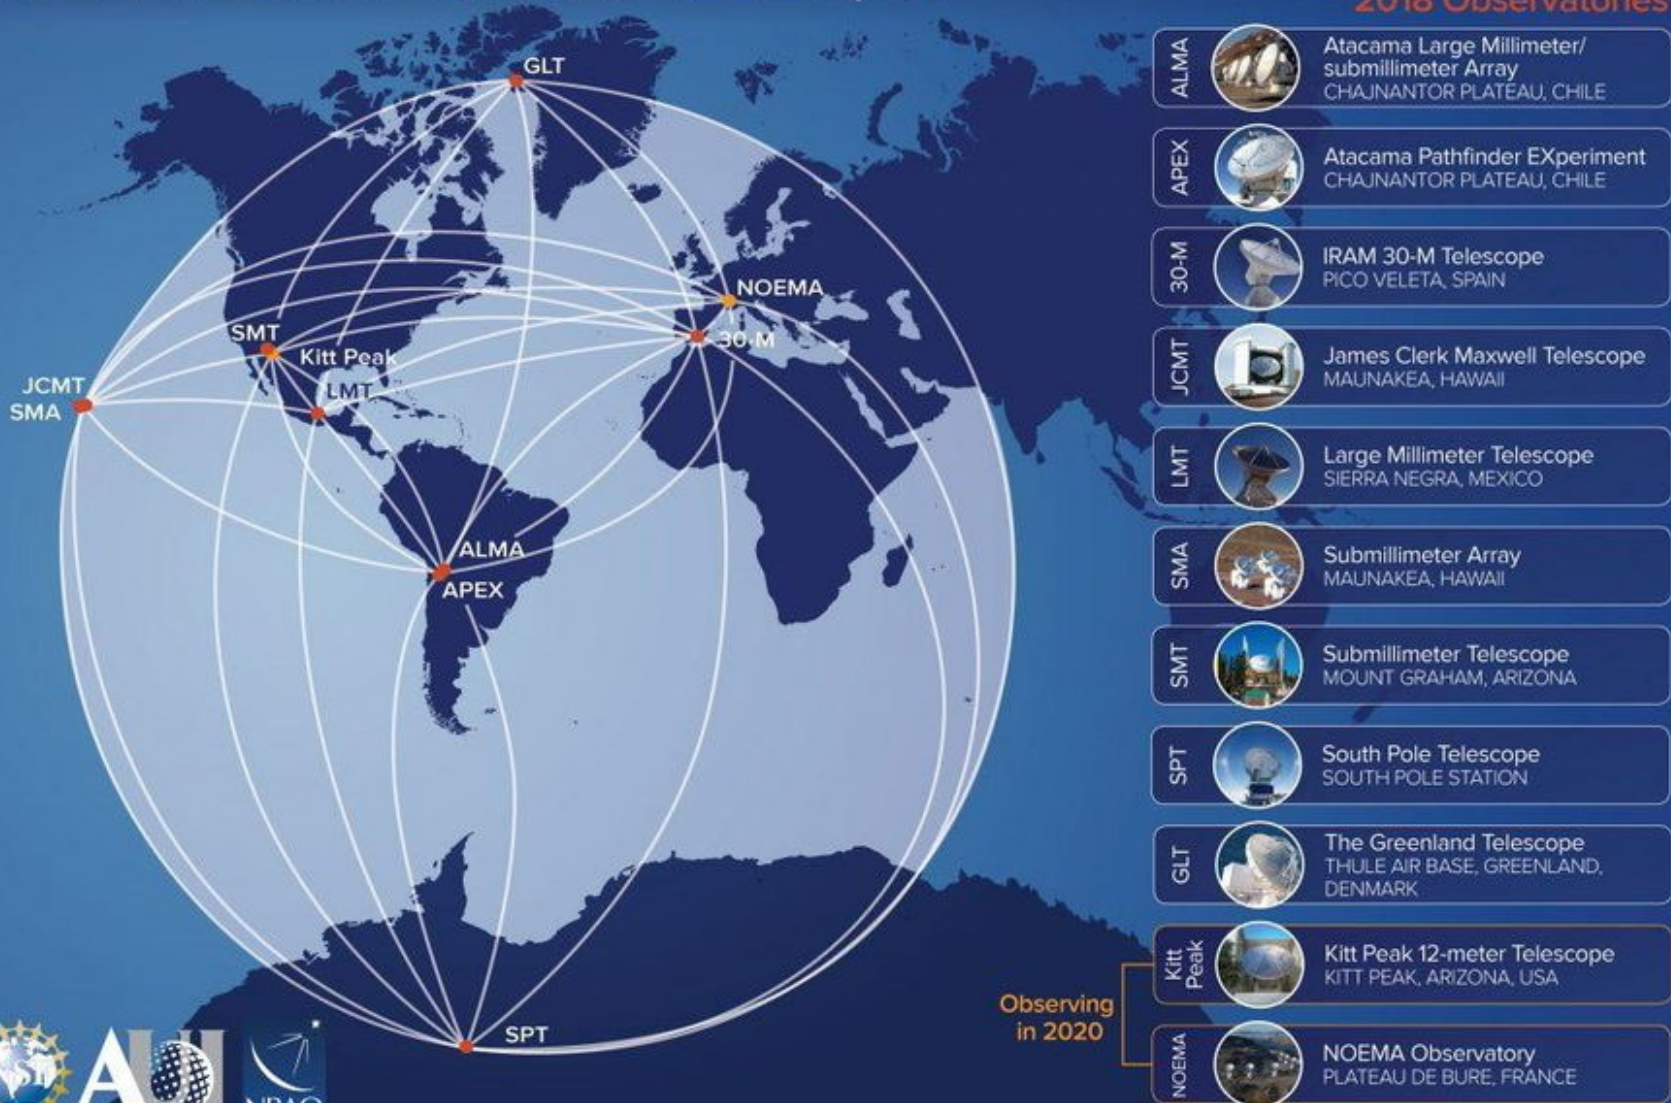 2018 Observatories
GLT
NOEMA
30-M
SMT
Kitt Peak
LMT
JCMT
SMA
ALMA
APEX
SPT
ALMA
Atacama Large Millimeter/
submillimeter Array
CHAJNANTOR PLATEAU, CHILE
APEX
Atacama Pathfinder EXperiment
CHAJNANTOR PLATEAU, CHILE
30-M
IRAM 30-M Telescope
PICO VELETA, SPAIN
JCMT
James Clerk Maxwell Telescope
MAUNAKEA, HAWAII
LMT
Large Millimeter Telescope
SIERRA NEGRA, MEXICO
SMA
Submillimeter Array
MAUNAKEA, HAWAII
SMT
Submillimeter Telescope
MOUNT GRAHAM, ARIZONA
SPT
South Pole Telescope
SOUTH POLE STATION
GLT
The Greenland Telescope
THULE AIR BASE, GREENLAND,
DENMARK
Kitt
Peak
Kitt Peak 12-meter Telescope
KITT PEAK, ARIZONA, USA
Observing
in 2020
NOEMA
NOEMA Observatory
PLATEAU DE BURE, FRANCE
NSF
AUI
NRAO